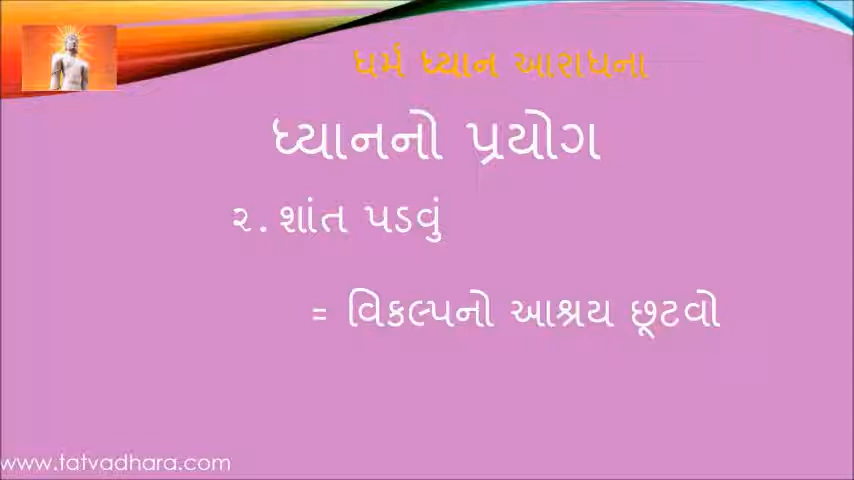 ધર્મ ધ્યાન આરાધના
ધ્યાનનો પ્રયોગ
૨. શાંત પડવું
= વિકલ્પનો આશ્રય છૂટવો
www.tatvadhara.com